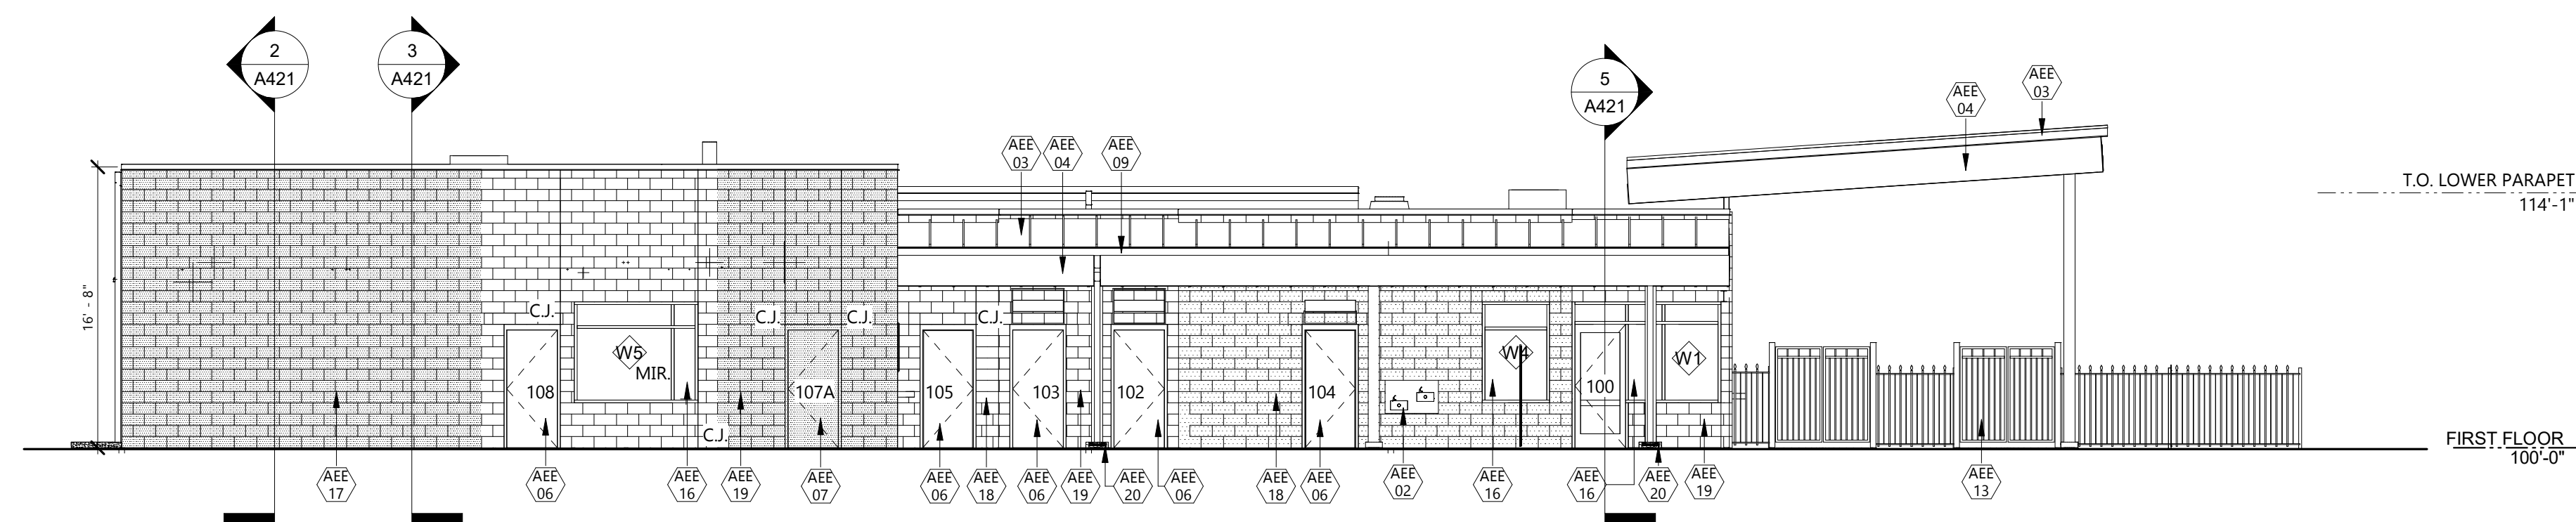 2
A421
3
A421
5
A421
AEE
03
AEE
04
AEE
09
AEE
04
AEE
03
T.O. LOWER PARAPET
114'-1"
16' - 8"
C.J.
C.J.
C.J.
C.J.
C.J.
W5
MIR.
W4
W1
108
107A
105
103
102
104
100
FIRST FLOOR
100'-0"
AEE
17
AEE
06
AEE
16
AEE
19
AEE
07
AEE
06
AEE
18
AEE
06
AEE
19
AEE
20
AEE
06
AEE
18
AEE
06
AEE
02
AEE
16
AEE
16
AEE
20
AEE
19
AEE
13